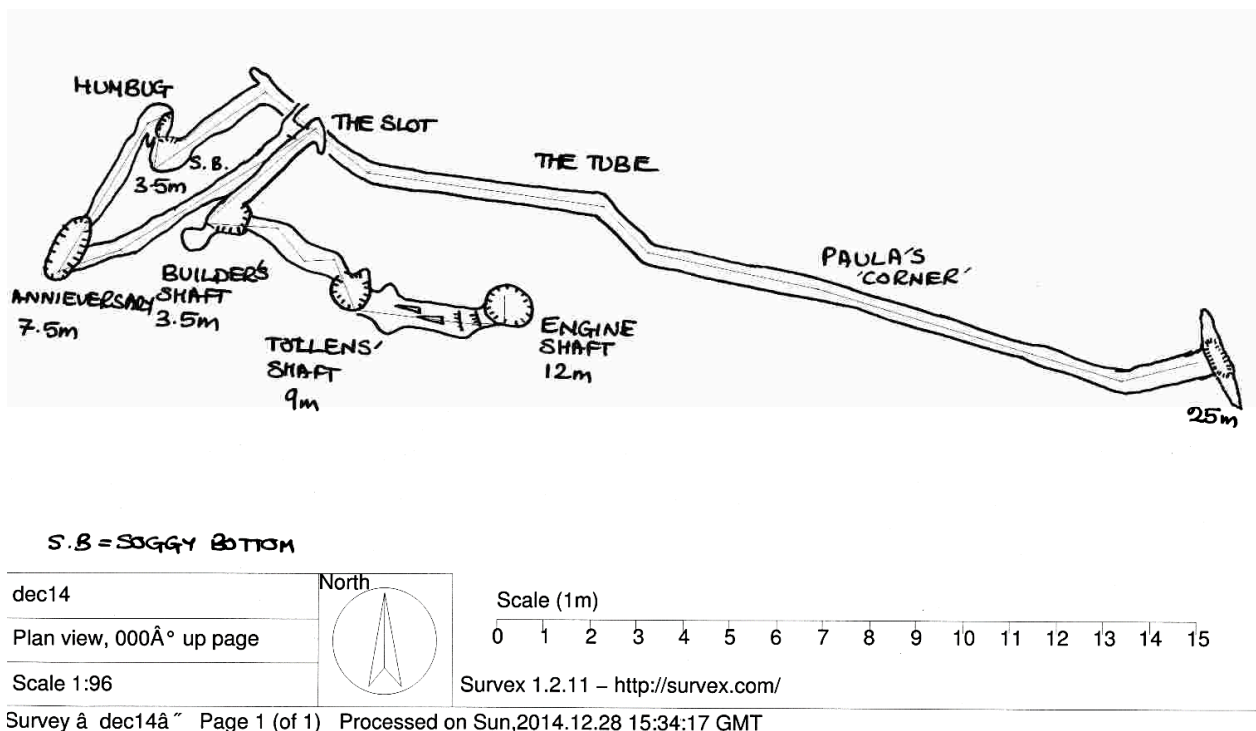 HUMBUG
THE SLOT
S.B.
3.5m
THE TUBE
PAULA'S
'CORNER'
ANNIEVERSARY
7.5m
BUILDER'S
SHAFT
3.5m
TOLLENS'
SHAFT
9m
ENGINE
SHAFT
12m
25m
S.B = SOGGY BOTTOM
dec14
Plan view, 000Â° up page
Scale 1:96
North
Scale (1m)
0 1 2 3 4 5 6 7 8 9 10 11 12 13 14 15
Survex 1.2.11 – http://survex.com/
Survey â dec14â˝ Page 1 (of 1) Processed on Sun,2014.12.28 15:34:17 GMT